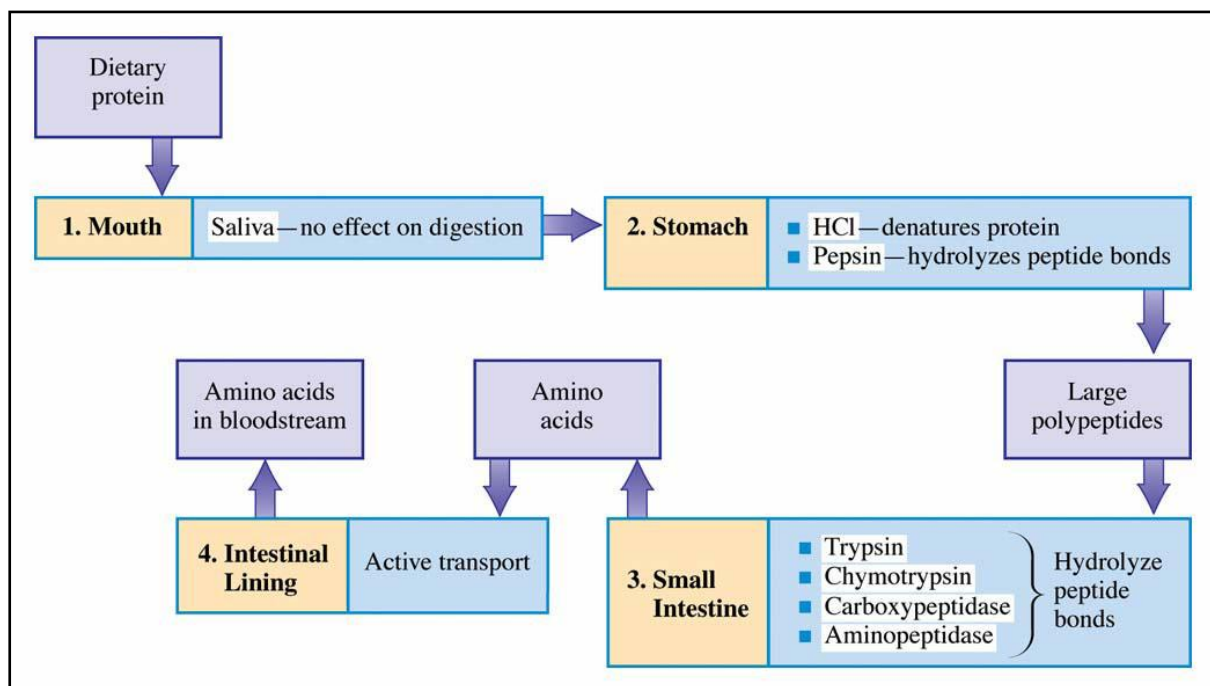 Dietary
protein
1. Mouth
Saliva—no effect on digestion
2. Stomach
■ HCl—denatures protein
■ Pepsin—hydrolyzes peptide bonds
Large
polypeptides
3. Small
Intestine
■ Trypsin
■ Chymotrypsin
■ Carboxypeptidase
■ Aminopeptidase
Hydrolyze
peptide
bonds
Amino
acids
4. Intestinal
Lining
Active transport
Amino acids
in bloodstream